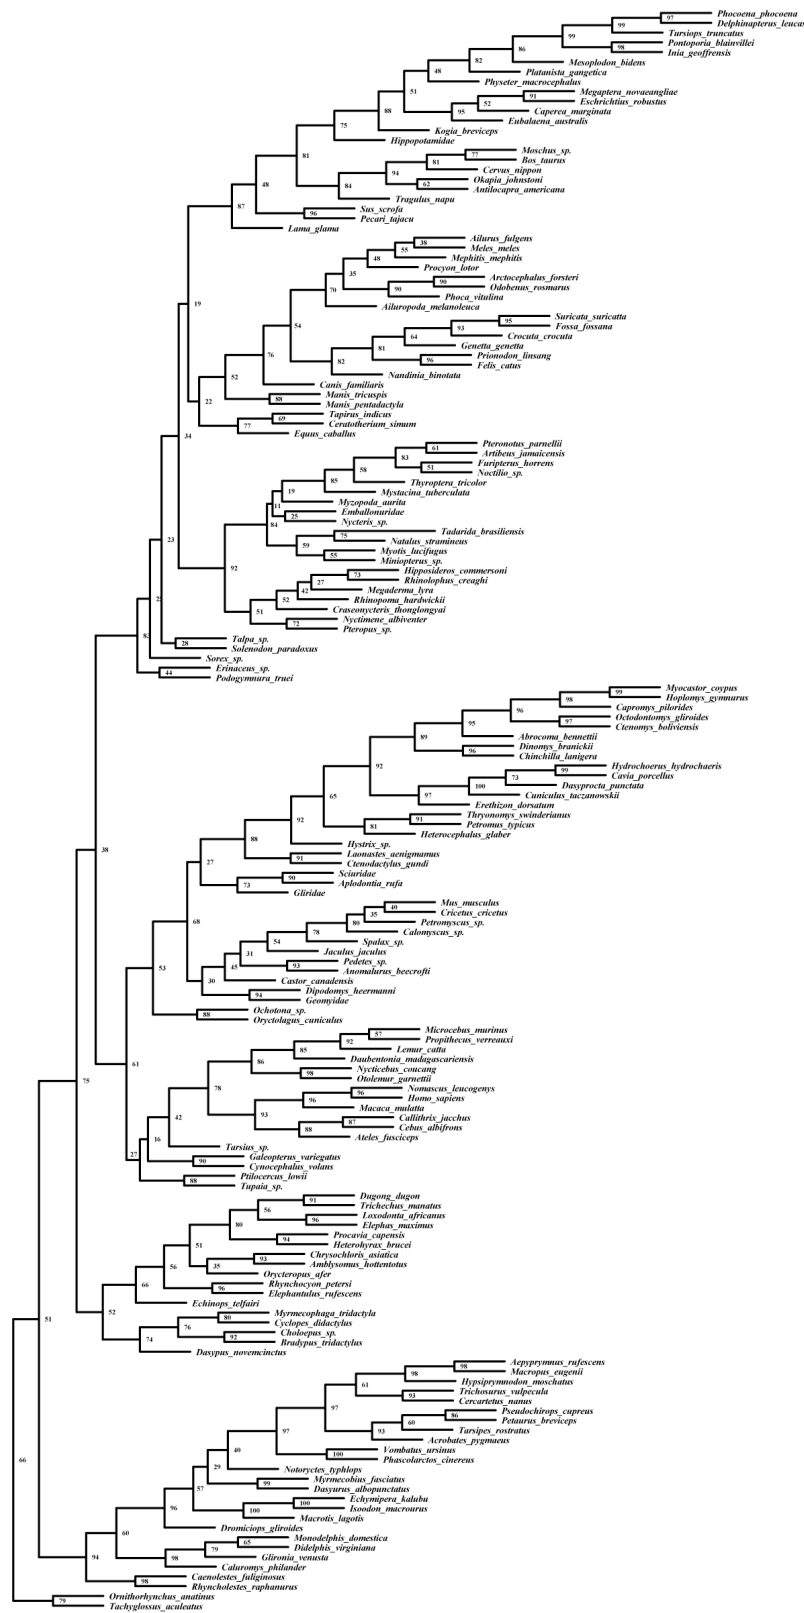 Phocoena_phocoena
97
Delphinapterus_leucas
99
Tursiops_truncatus
99
Pontoporia_blainvillei
98
Inia_geoffrensis
86
Mesoplodon_bidens
82
Platanista_gangetica
48
Physeter_macrocephalus
51
Megaptera_novaeangliae
91
Eschrichtius_robustus
52
Caperea_marginata
95
Eubalaena_australis
88
Kogia_breviceps
75
Hippopotamidae
81
Moschus_sp.
77
Bos_taurus
81
Cervus_nippon
94
Okapia_johnstoni
62
Antilocapra_americana
84
Tragulus_napu
48
Sus_scrofa
96
Pecari_tajacu
87
Lama_glama
Ailurus_fulgens
38
Meles_meles
55
Mephitis_mephitis
48
Procyon_lotor
35
Arctocephalus_forsteri
90
Odobenus_rosmarus
90
Phoca_vitulina
70
Ailuropoda_melanoleuca
19
54
Suricata_suricatta
95
Fossa_fossana
93
Crocuta_crocuta
64
Genetta_genetta
81
Prionodon_linsang
96
Felis_catus
82
Nandinia_binotata
76
Canis_familiaris
52
Manis_tricuspis
88
Manis_pentadactyla
22
Tapirus_indicus
69
Ceratotherium_simum
77
Equus_caballus
34
Pteronotus_parnellii
61
Artibeus_jamaicensis
83
Furipterus_horrens
51
Noctilio_sp.
58
Thyroptera_tricolor
85
Mystacina_tuberculata
19
Myzopoda_aurita
11
Emballonuridae
25
Nycteris_sp.
84
Tadarida_brasiliensis
75
Natalus_stramineus
59
Myotis_lucifugus
55
Miniopterus_sp.
23
92
Hipposideros_commersoni
73
Rhinolophus_creaghi
27
Megaderma_lyra
42
Rhinopoma_hardwickii
52
Craseonycteris_thonglongyai
51
Nyctimene_albiventer
72
Pteropus_sp.
Talpa_sp.
28
Solenodon_paradoxus
83
Sorex_sp.
Erinaceus_sp.
44
Podogymnura_truei
Myocastor_coypus
99
Hoplomys_gymnurus
98
Capromys_pilorides
96
Octodontomys_gliroides
97
Ctenomys_boliviensis
95
Abrocoma_bennettii
89
Dinomys_branickii
96
Chinchilla_lanigera
92
Hydrochoerus_hydrochaeris
99
Cavia_porcellus
73
Dasyprocta_punctata
100
Cuniculus_taczanowskii
97
Erethizon_dorsatum
65
Thryonomys_swinderianus
91
Petromus_typicus
81
Heterocephalus_glaber
92
Hystrix_sp.
88
Laonastes_aenigmamus
91
Ctenodactylus_gundi
38
27
Sciuridae
90
Aplodontia_rufa
73
Gliridae
68
Mus_musculus
40
Cricetus_cricetus
35
Petromyscus_sp.
80
Calomyscus_sp.
78
Spalax_sp.
54
Jaculus_jaculus
31
Pedetes_sp.
93
Anomalurus_beecrofti
45
Castor_canadensis
30
Dipodomys_heermanni
94
Geomyidae
53
Ochotona_sp.
88
Oryctolagus_cuniculus
61
Microcebus_murinus
57
Propithecus_verreauxi
92
Lemur_catta
85
Daubentonia_madagascariensis
86
Nycticebus_coucang
98
Otolemur_garnettii
78
Nomascus_leucogenys
96
Homo_sapiens
96
Macaca_mulatta
93
Callithrix_jacchus
87
Cebus_albifrons
88
Ateles_fusciceps
75
42
Tarsius_sp.
16
Galeopterus_variegatus
90
Cynocephalus_volans
27
Ptilocercus_lowii
88
Tupaia_sp.
Dugong_dugon
91
Trichechus_manatus
56
Loxodonta_africanus
96
Elephas_maximus
80
Procavia_capensis
94
Heterohyrax_brucei
51
Chrysochloris_asiatica
93
Amblysomus_hottentotus
35
Orycteropus_afer
56
Rhynchocyon_petersi
96
Elephantulus_rufescens
66
Echinops_telfairi
52
Myrmecophaga_tridactyla
80
Cyclopes_didactylus
76
Choloepus_sp.
92
Bradypus_tridactylus
74
Dasypus_novemcinctus
51
Aepyprymnus_rufescens
98
Macropus_eugenii
98
Hypsiprymnodon_moschatus
61
Trichosurus_vulpecula
93
Cercartetus_nanus
97
Pseudochirops_cupreus
86
Petaurus_breviceps
60
Tarsipes_rostratus
93
Acrobates_pygmaeus
97
Vombatus_ursinus
100
Phascolarctos_cinereus
40
Notoryctes_typhlops
29
Myrmecobius_fasciatus
99
Dasyurus_albopunctatus
57
Echymipera_kalubu
100
Isoodon_macrourus
100
Macrotis_lagotis
96
Dromiciops_gliroides
60
Monodelphis_domestica
65
Didelphis_virginiana
79
Glironia_venusta
98
Caluromys_philander
94
Caenolestes_fuliginosus
98
Rhyncholestes_raphanurus
66
Ornithorhynchus_anatinus
79
Tachyglossus_aculeatus